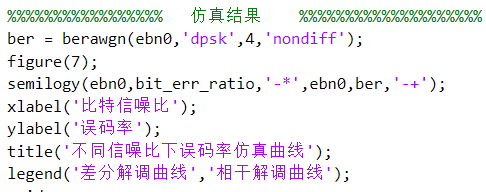 %%%%%%%%%%%%%%%%%   仿真结果    %%%%%%%%%%%%%%%%%%%%
ber = berawgn(ebn0,'dpsk',4,'nondiff');
figure(7);
semilogy(ebn0,bit_err_ratio,'-*',ebn0,ber,'-+');
xlabel('比特信噪比');
ylabel('误码率');
title('不同信噪比下误码率仿真曲线');
legend('差分解调曲线','相干解调曲线');